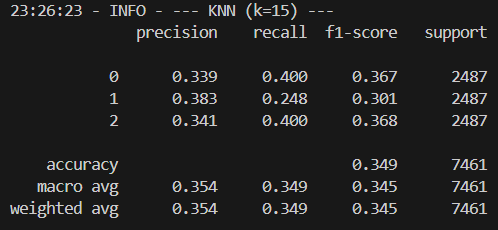 23:26:23 - INFO - --- KNN (k=15) ---
precision recall f1-score support
0 0.339 0.400 0.367 2487
1 0.383 0.248 0.301 2487
2 0.341 0.400 0.368 2487
accuracy 0.349 7461
macro avg 0.354 0.349 0.345 7461
weighted avg 0.354 0.349 0.345 7461